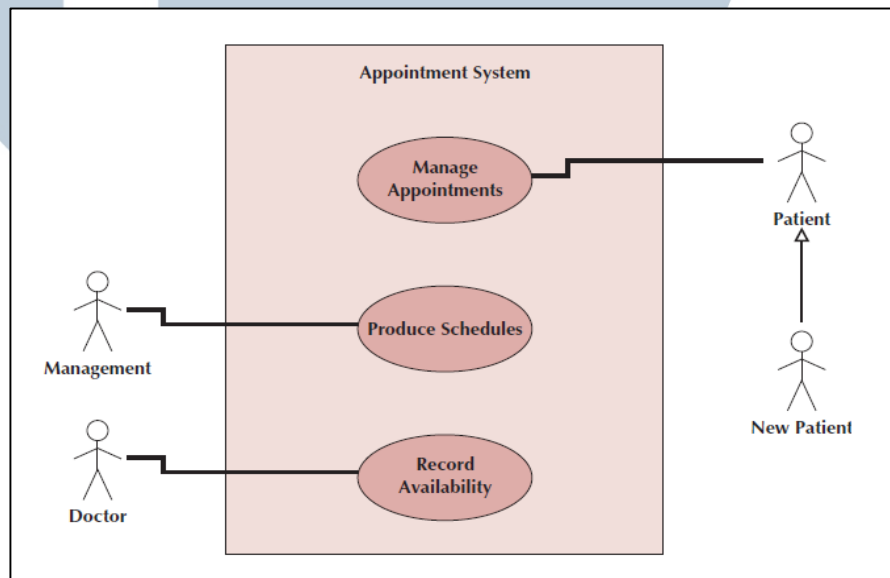 Appointment System
Manage
Appointments
Patient
Produce Schedules
Management
New Patient
Record
Availability
Doctor